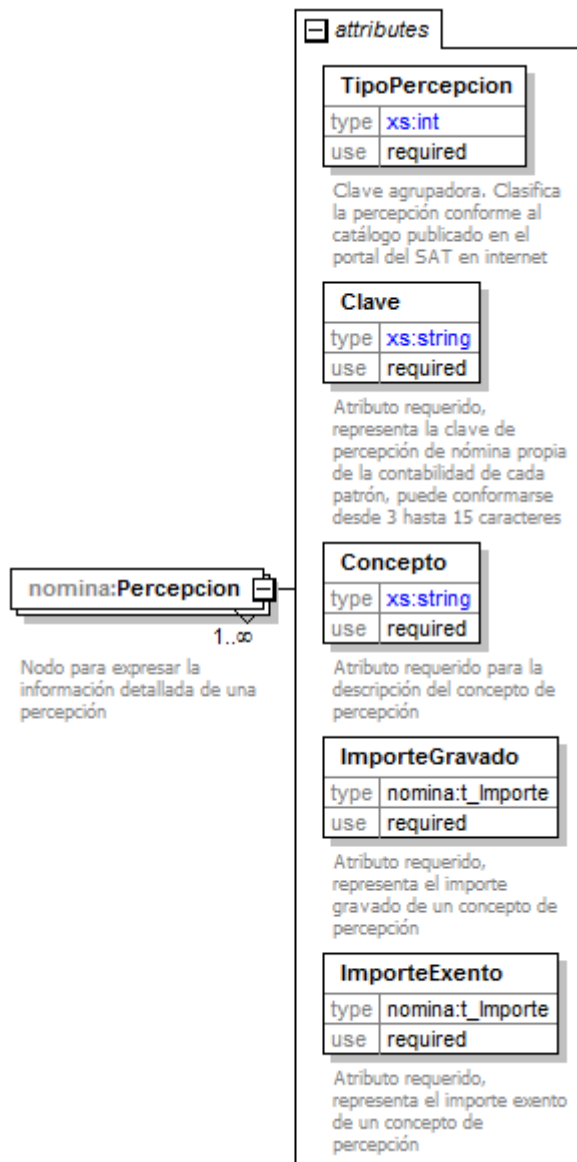 attributes
TipoPercepcion
type xs:int
use required
Clave agrupadora. Clasifica
la percepción conforme al
catálogo publicado en el
portal del SAT en internet
Clave
type xs:string
use required
Atributo requerido,
representa la clave de
percepción de nómina propia
de la contabilidad de cada
patrón, puede conformarse
desde 3 hasta 15 caracteres
nomina:Percepcion
1..∞
Nodo para expresar la
información detallada de una
percepción
Concepto
type xs:string
use required
Atributo requerido para la
descripción del concepto de
percepción
ImporteGravado
type nomina:t_Importe
use required
Atributo requerido,
representa el importe
gravado de un concepto de
percepción
ImporteExento
type nomina:t_Importe
use required
Atributo requerido,
representa el importe exento
de un concepto de
percepción